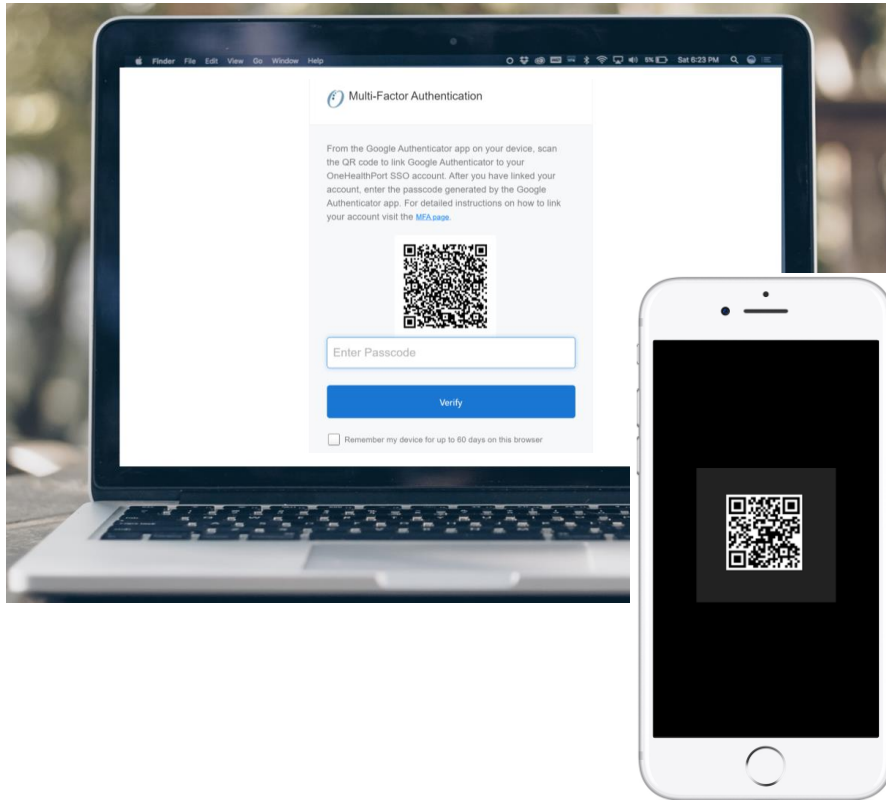 Finder File Edit View Go Window Help
5% Sat 6:23 PM
Multi-Factor Authentication
From the Google Authenticator app on your device, scan
the QR code to link Google Authenticator to your
OneHealthPort SSO account. After you have linked your
account, enter the passcode generated by the Google
Authenticator app. For detailed instructions on how to link
your account visit the MFA page.
Enter Passcode
Verify
Remember my device for up to 60 days on this browser